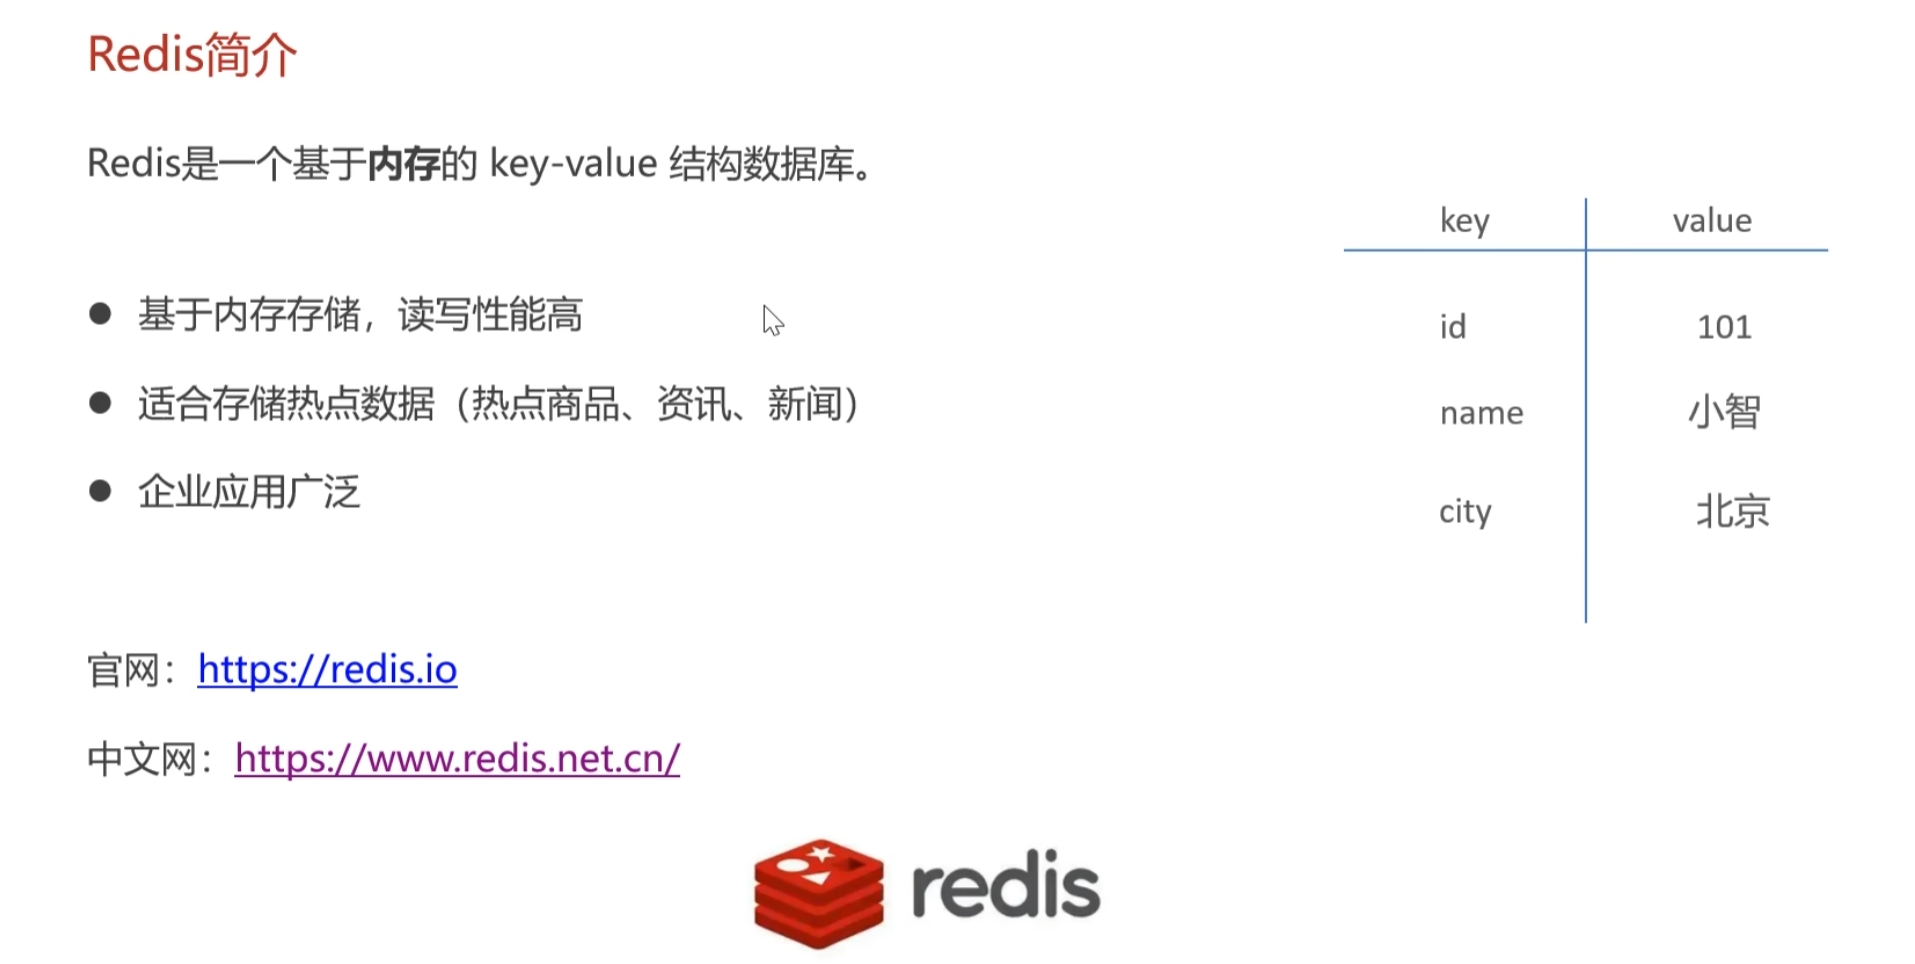 Redis简介
Redis是一个基于内存的 key-value 结构数据库。
● 基于内存存储，读写性能高
● 适合存储热点数据（热点商品、资讯、新闻）
● 企业应用广泛
key value
id 101
name 小智
city 北京
官网：https://redis.io
中文网：https://www.redis.net.cn/
redis